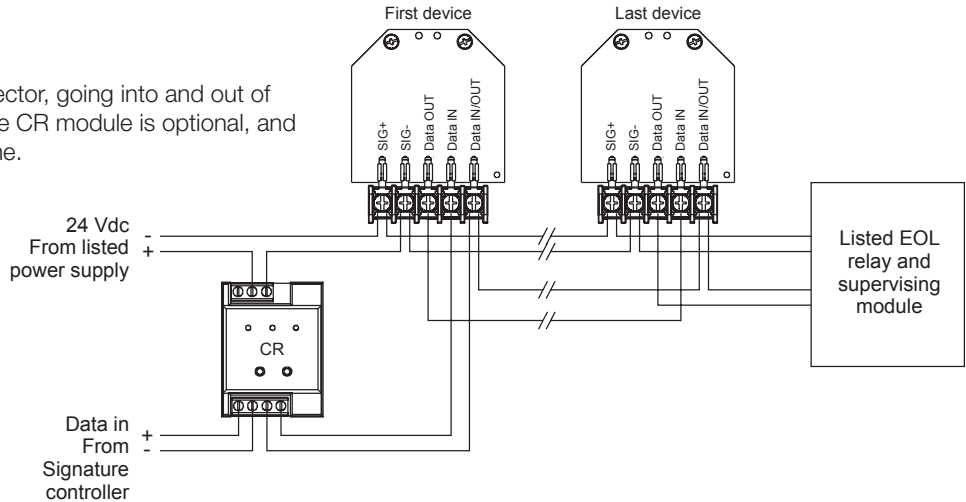 First device
Last device
ector, going into and out of
e CR module is optional, and
ne.
SIG+
SIG-
Data OUT
Data IN
Data IN/OUT
SIG+
SIG-
Data OUT
Data IN
Data IN/OUT
24 Vdc
From listed
power supply
-
+
Listed EOL
relay and
supervising
module
CR
Data in
From
Signature
controller
+
-